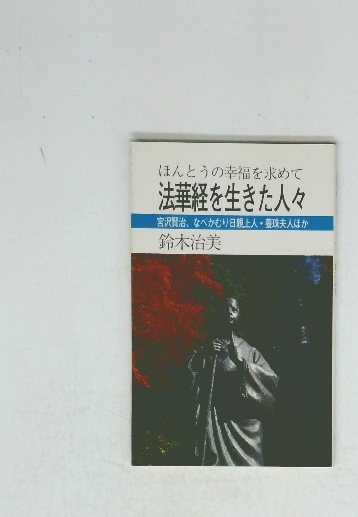 ほんとうの幸福を求めて
法華経を生きた人々
宮沢賢治、なべかむり日親上人・養珠夫人ほか
鈴木治美